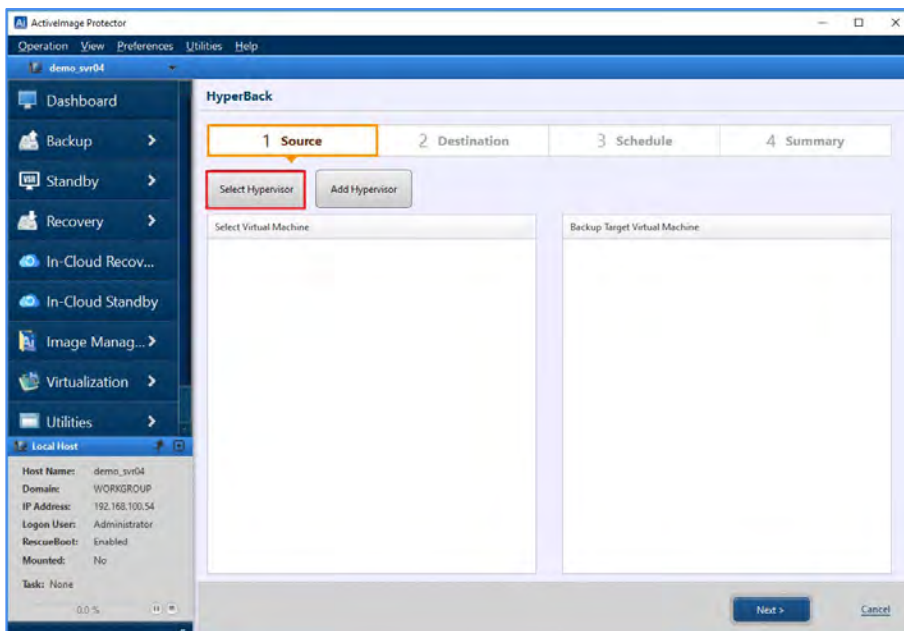 ActiveImage Protector
Operation View Preferences Utilities Help
demo_svr04
Dashboard
Backup
Standby
Recovery
In-Cloud Recov...
In-Cloud Standby
Image Manag...
Virtualization
Utilities
Local Host
Host Name: demo_svr04
Domain: WORKGROUP
IP Address: 192.168.100.54
Logon User: Administrator
RescueBoot: Enabled
Mounted: No
Task: None
0.0 %
HyperBack
1 Source
2 Destination
3 Schedule
4 Summary
Select Hypervisor
Add Hypervisor
Select Virtual Machine
Backup Target Virtual Machine
Next >
Cancel